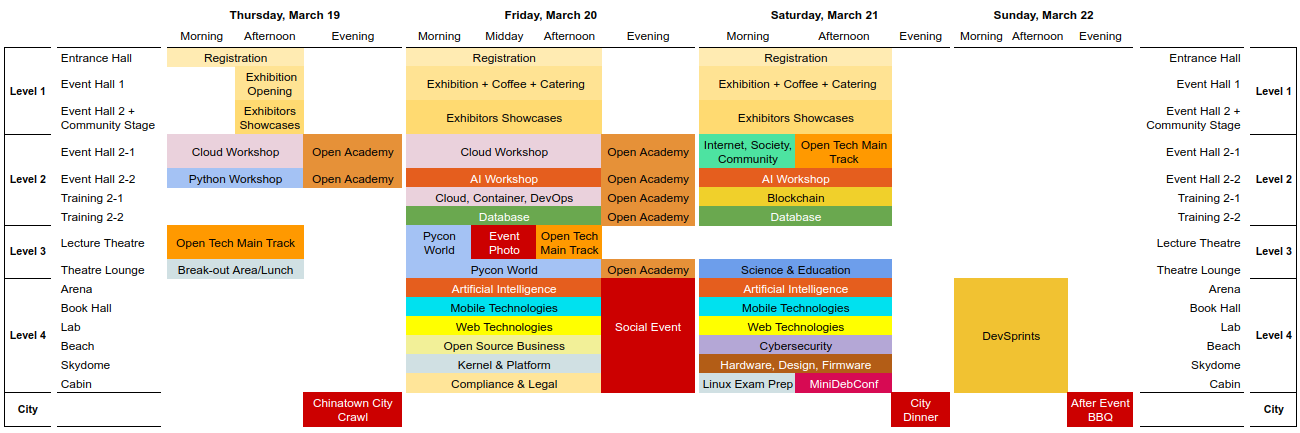 Thursday, March 19 Friday, March 20 Saturday, March 21 Sunday, March 22
Morning Afternoon Evening Morning Midday Afternoon Evening Morning Afternoon Evening Morning Afternoon Evening
Level 1
Entrance Hall Registration Registration Registration Entrance Hall
Event Hall 1 Exhibition Opening Exhibition + Coffee + Catering Exhibition + Coffee + Catering Event Hall 1
Level 1
Event Hall 2 + Community Stage Exhibitors Showcases Exhibitors Showcases Exhibitors Showcases Event Hall 2 + Community Stage
Level 2
Event Hall 2-1 Cloud Workshop Open Academy Cloud Workshop Open Academy Internet, Society, Community Open Tech Main Track Event Hall 2-1
Event Hall 2-2 Python Workshop Open Academy AI Workshop Open Academy AI Workshop Event Hall 2-2
Level 2
Training 2-1 Cloud, Container, DevOps Open Academy Blockchain Training 2-1
Training 2-2 Database Open Academy Database Training 2-2
Level 3
Lecture Theatre Open Tech Main Track Pycon World Event Photo Open Tech Main Track Lecture Theatre
Level 3
Theatre Lounge Break-out Area/Lunch Pycon World Open Academy Science & Education Theatre Lounge
Level 4
Arena Artificial Intelligence Social Event Artificial Intelligence DevSprints Arena
Book Hall Mobile Technologies Mobile Technologies Book Hall
Lab Web Technologies Web Technologies Lab
Level 4
Beach Open Source Business Cybersecurity Beach
Skydome Kernel & Platform Hardware, Design, Firmware Skydome
Cabin Compliance & Legal Linux Exam Prep MiniDebConf Cabin
City Chinatown City Crawl City Dinner After Event BBQ City